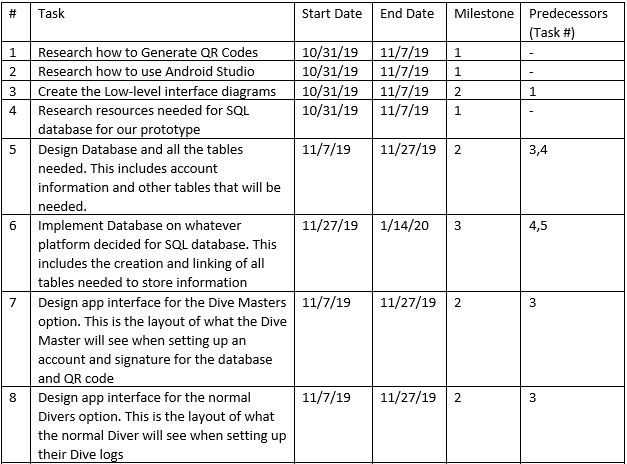 # Task Start Date End Date Milestone Predecessors
(Task #)
1 Research how to Generate QR Codes 10/31/19 11/7/19 1 -
2 Research how to use Android Studio 10/31/19 11/7/19 1 -
3 Create the Low-level interface diagrams 10/31/19 11/7/19 2 1
4 Research resources needed for SQL 10/31/19 11/7/19 1 -
database for our prototype
5 Design Database and all the tables 11/7/19 11/27/19 2 3,4
needed. This includes account
information and other tables that will be
needed.
6 Implement Database on whatever 11/27/19 1/14/20 3 4,5
platform decided for SQL database. This
includes the creation and linking of all
tables needed to store information
7 Design app interface for the Dive Masters 11/7/19 11/27/19 2 3
option. This is the layout of what the Dive
Master will see when setting up an
account and signature for the database
and QR code
8 Design app interface for the normal 11/7/19 11/27/19 2 3
Divers option. This is the layout of what
the normal Diver will see when setting up
their Dive logs